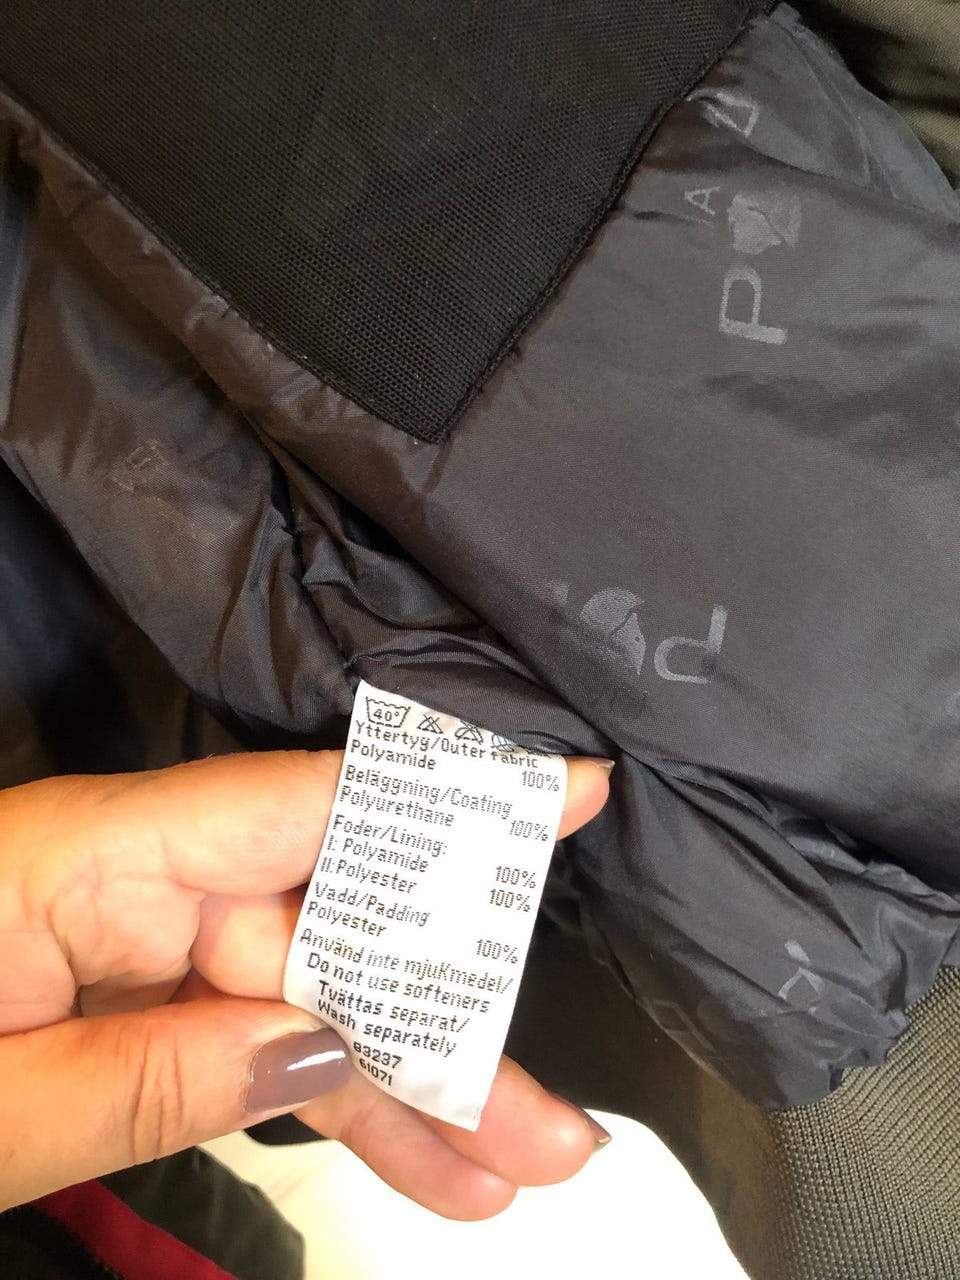 40°
Yttertyg/Outer fabric
Polyamide 100%
Beläggning/Coating
Polyurethane 100%
Foder/Lining:
I: Polyamide 100%
II:Polyester 100%
Vadd/Padding
Polyester 100%
Använd inte mjukmedel/
Do not use softeners
Tvättas separat/
Wash separately
83237
61071